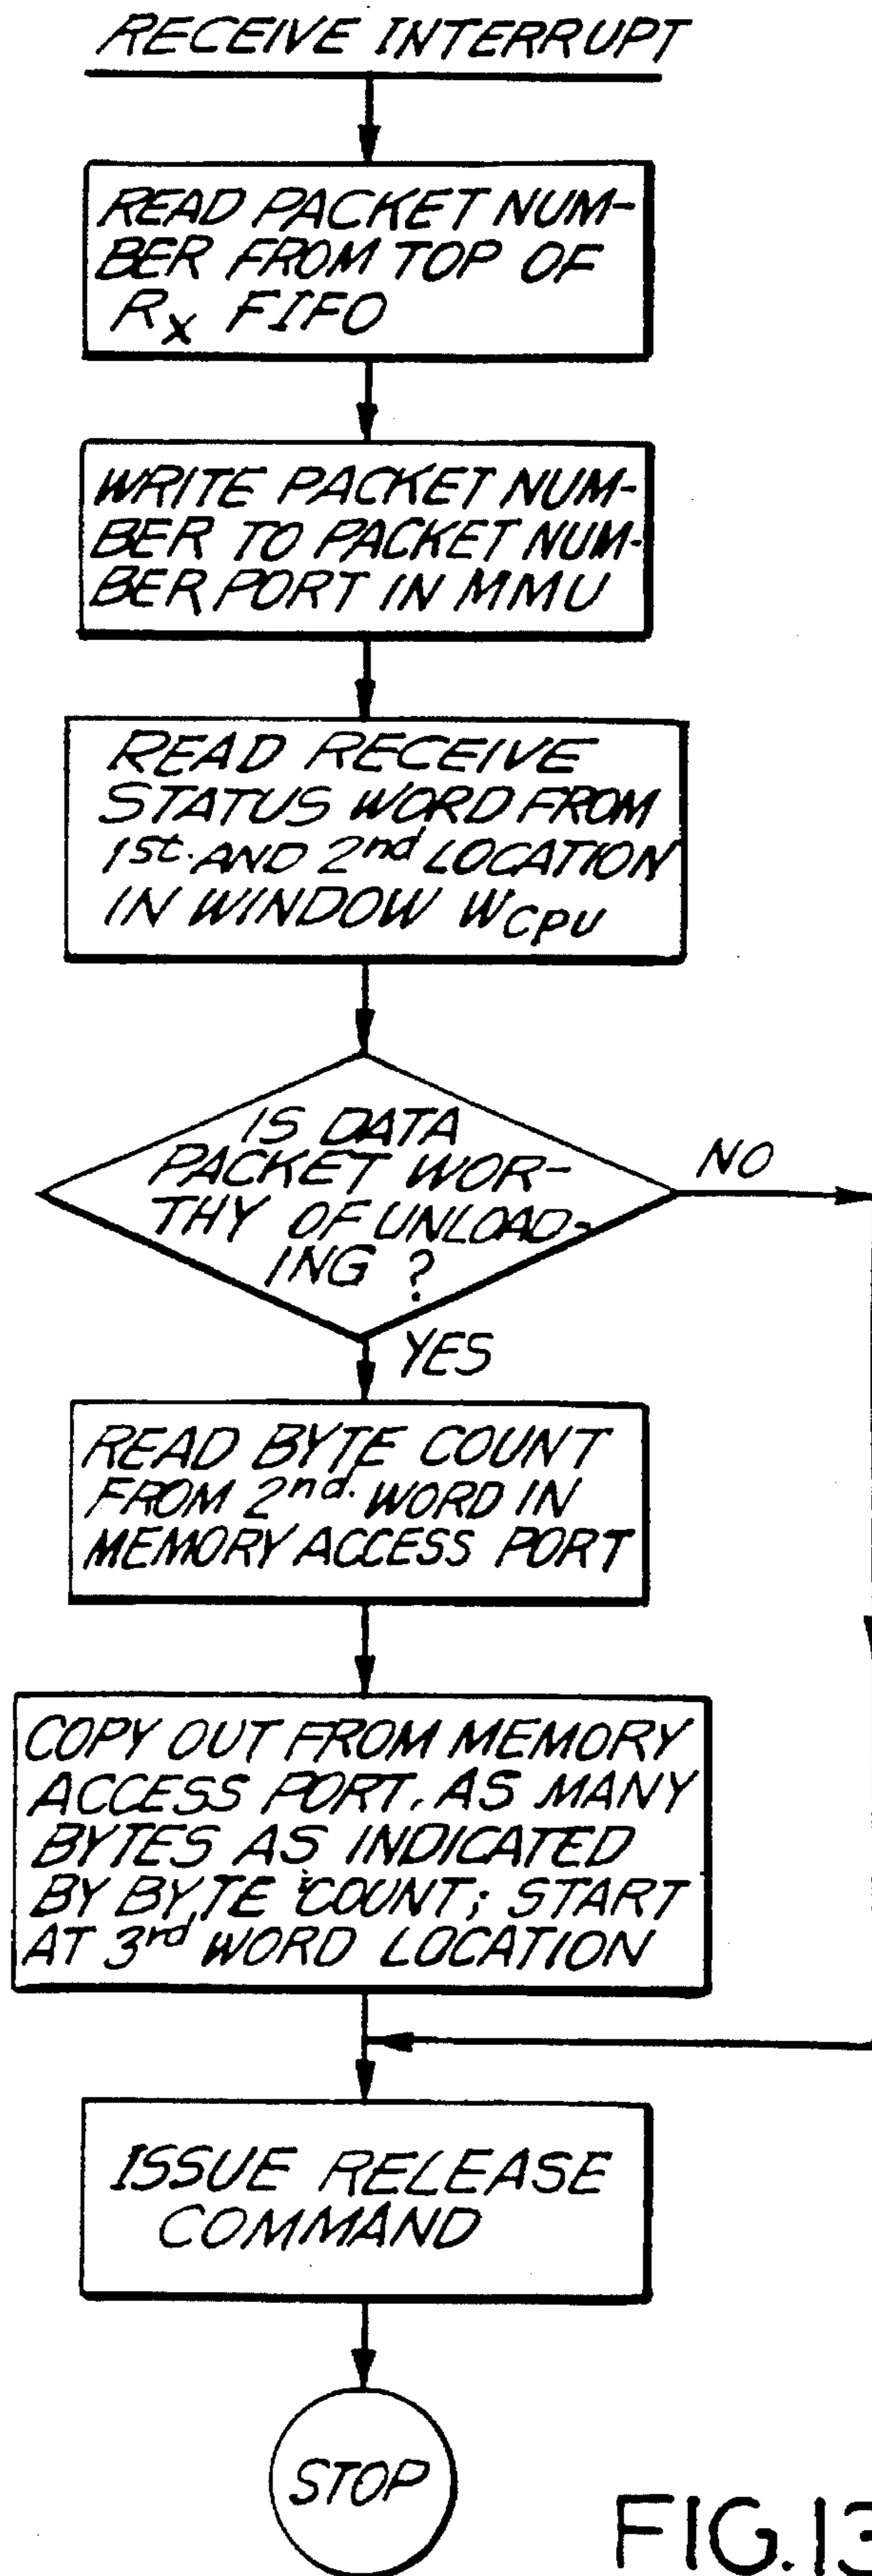 RECEIVE INTERRUPT
READ PACKET NUM-
BER FROM TOP OF
Rx FIFO
WRITE PACKET NUM-
BER TO PACKET NUM-
BER PORT IN MMU
READ RECEIVE
STATUS WORD FROM
1st. AND 2nd LOCATION
IN WINDOW WCPU
IS DATA
PACKET WOR-
THY OF UNLOAD-
ING ?
NO
YES
READ BYTE COUNT
FROM 2nd. WORD IN
MEMORY ACCESS PORT
COPY OUT FROM MEMORY
ACCESS PORT, AS MANY
BYTES AS INDICATED
BY BYTE COUNT; START
AT 3rd WORD LOCATION
ISSUE RELEASE
COMMAND
STOP
FIG.13